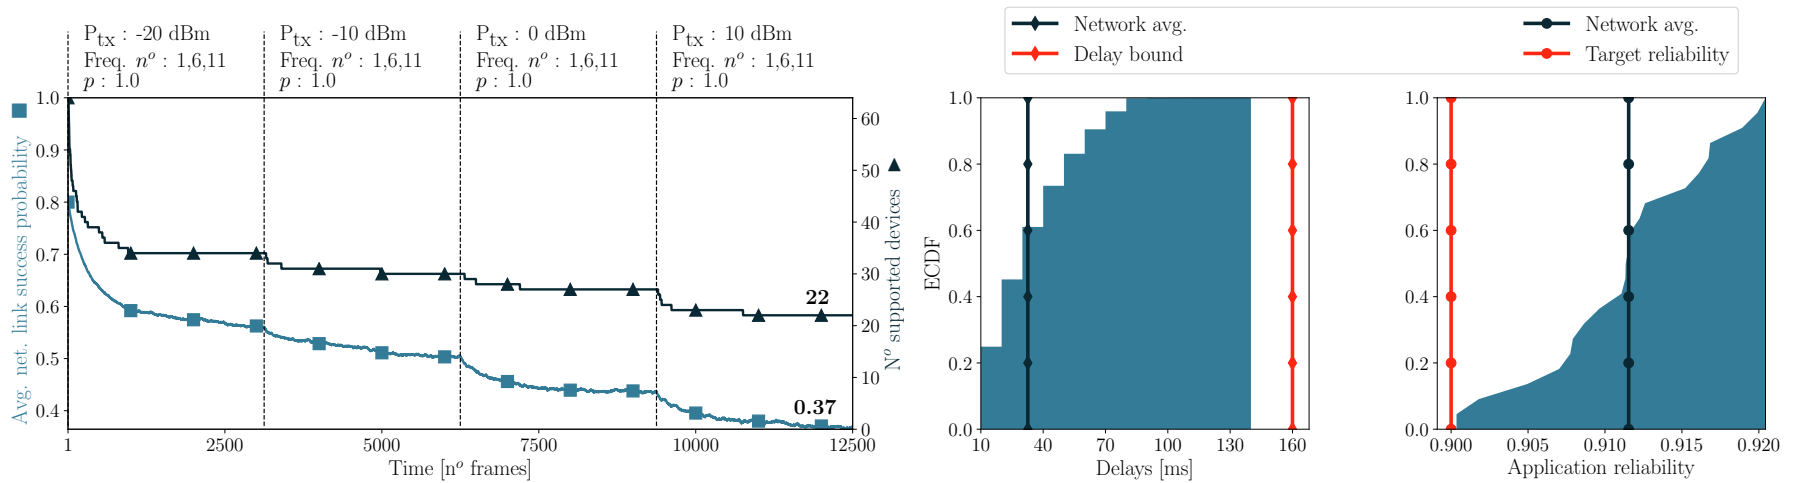 P_tx : -20 dBm
Freq. nº : 1,6,11
p : 1.0
P_tx : -10 dBm
Freq. nº : 1,6,11
p : 1.0
P_tx : 0 dBm
Freq. nº : 1,6,11
p : 1.0
P_tx : 10 dBm
Freq. nº : 1,6,11
p : 1.0
Avg. net. link success probability
1.0
0.9
0.8
0.7
0.6
0.5
0.4
22
0.37
60
50
40
30
20
10
0
Nº supported devices
1
2500
5000
7500
10000
12500
Time [nº frames]
Network avg.
Delay bound
Network avg.
Target reliability
ECDF
1.0
0.8
0.6
0.4
0.2
0.0
10
40
70
100
130
160
Delays [ms]
1.0
0.8
0.6
0.4
0.2
0.0
0.900
0.905
0.910
0.915
0.920
Application reliability